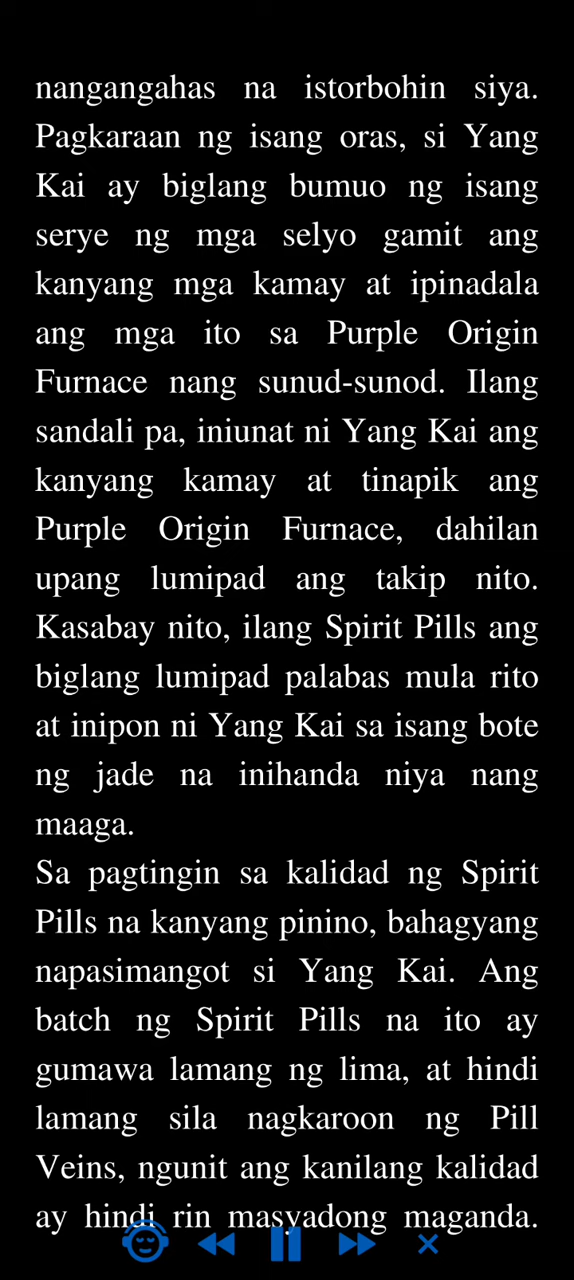 nangangahas na istorbohin siya.
Pagkaraan ng isang oras, si Yang
Kai ay biglang bumuo ng isang
serye ng mga selyo gamit ang
kanyang mga kamay at ipinadala
ang mga ito sa Purple Origin
Furnace nang sunud-sunod. Ilang
sandali pa, iniunat ni Yang Kai ang
kanyang kamay at tinapik ang
Purple Origin Furnace, dahilan
upang lumipad ang takip nito.
Kasabay nito, ilang Spirit Pills ang
biglang lumipad palabas mula rito
at inipon ni Yang Kai sa isang bote
ng jade na inihanda niya nang
maaga.
Sa pagtingin sa kalidad ng Spirit
Pills na kanyang pinino, bahagyang
napasimangot si Yang Kai. Ang
batch ng Spirit Pills na ito ay
gumawa lamang ng lima, at hindi
lamang sila nagkaroon ng Pill
Veins, ngunit ang kanilang kalidad
ay hindi rin masyadong maganda.